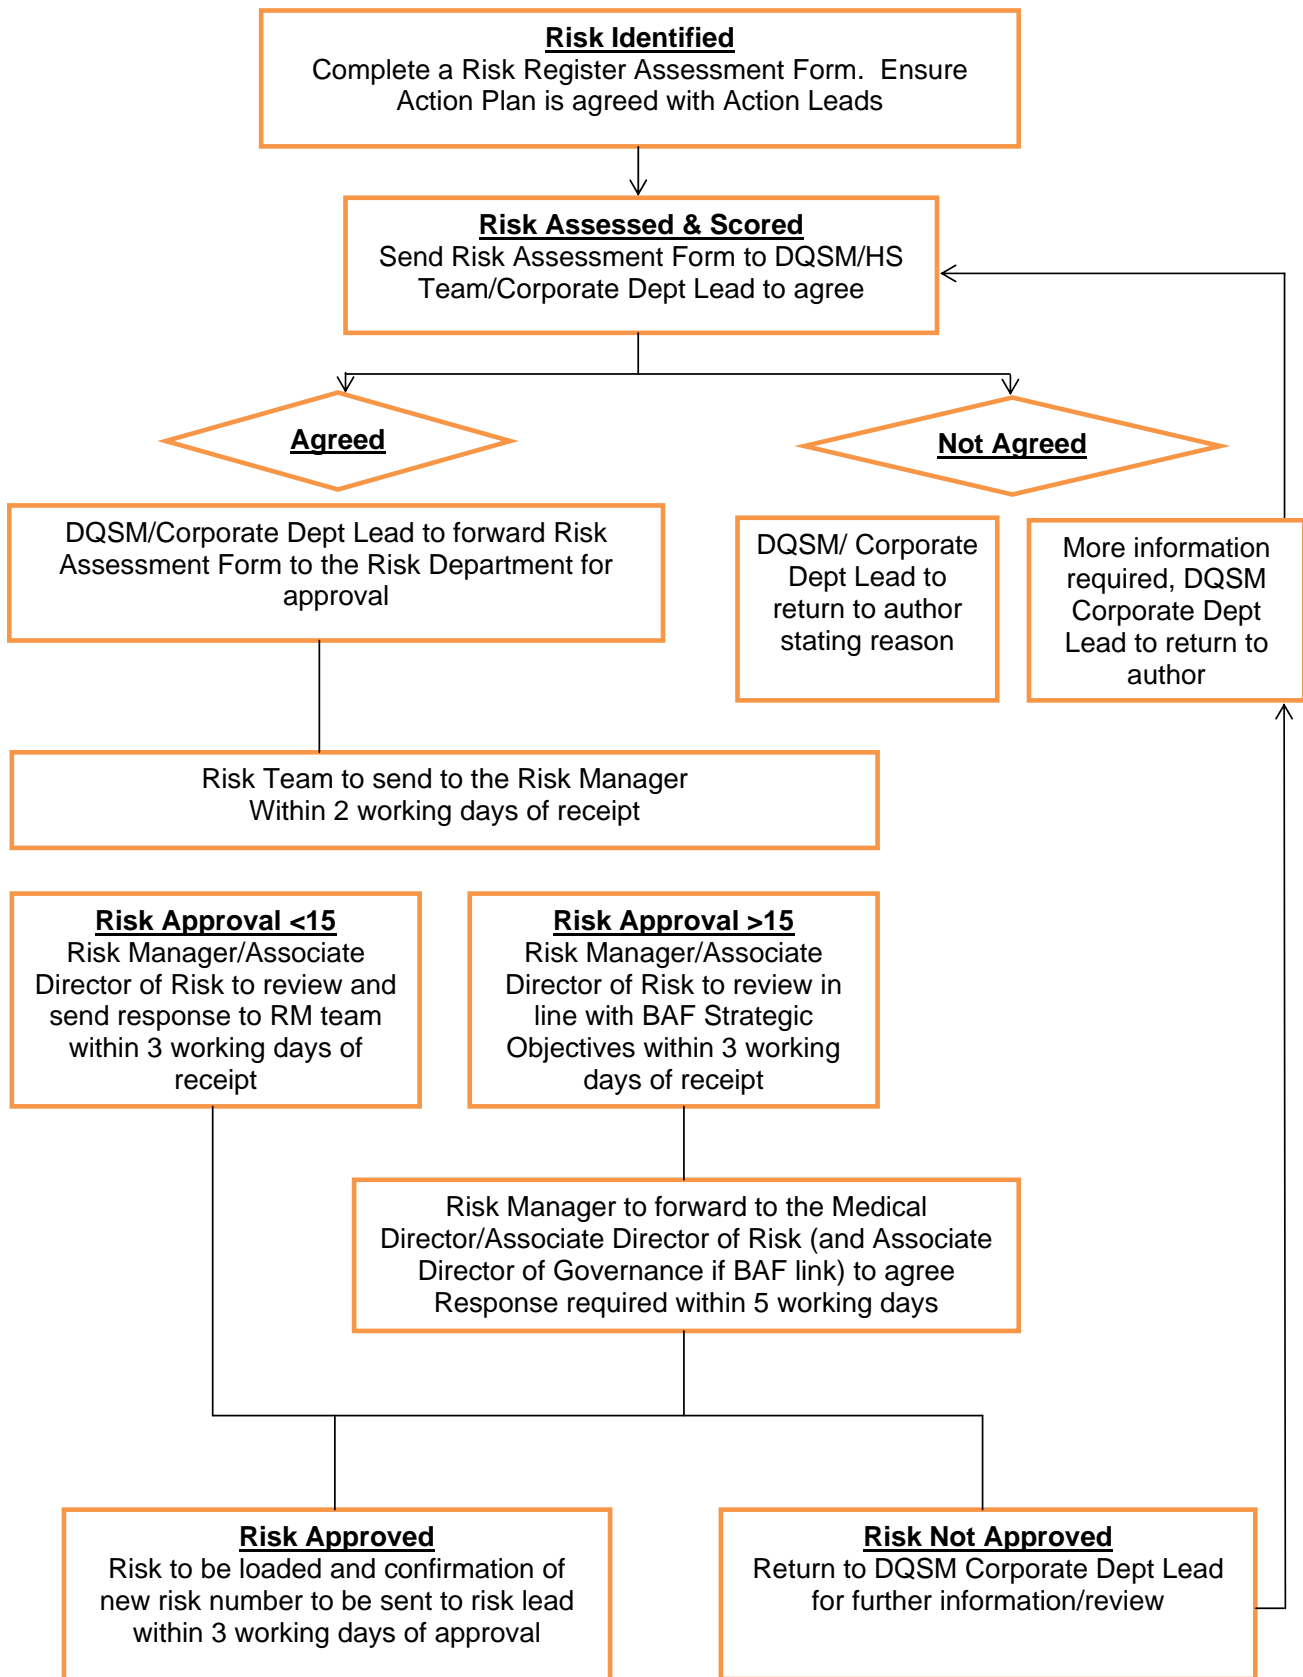 Risk Identified
Complete a Risk Register Assessment Form.  Ensure
Action Plan is agreed with Action Leads
Risk Assessed & Scored
Send Risk Assessment Form to DQSM/HS
Team/Corporate Dept Lead to agree
Agreed
Not Agreed
DQSM/Corporate Dept Lead to forward Risk
Assessment Form to the Risk Department for
approval
DQSM/ Corporate
Dept Lead to
return to author
stating reason
More information
required, DQSM
Corporate Dept
Lead to return to
author
Risk Team to send to the Risk Manager
Within 2 working days of receipt
Risk Approval <15
Risk Manager/Associate
Director of Risk to review and
send response to RM team
within 3 working days of
receipt
Risk Approval >15
Risk Manager/Associate
Director of Risk to review in
line with BAF Strategic
Objectives within 3 working
days of receipt
Risk Manager to forward to the Medical
Director/Associate Director of Risk (and Associate
Director of Governance if BAF link) to agree
Response required within 5 working days
Risk Approved
Risk to be loaded and confirmation of
new risk number to be sent to risk lead
within 3 working days of approval
Risk Not Approved
Return to DQSM Corporate Dept Lead
for further information/review